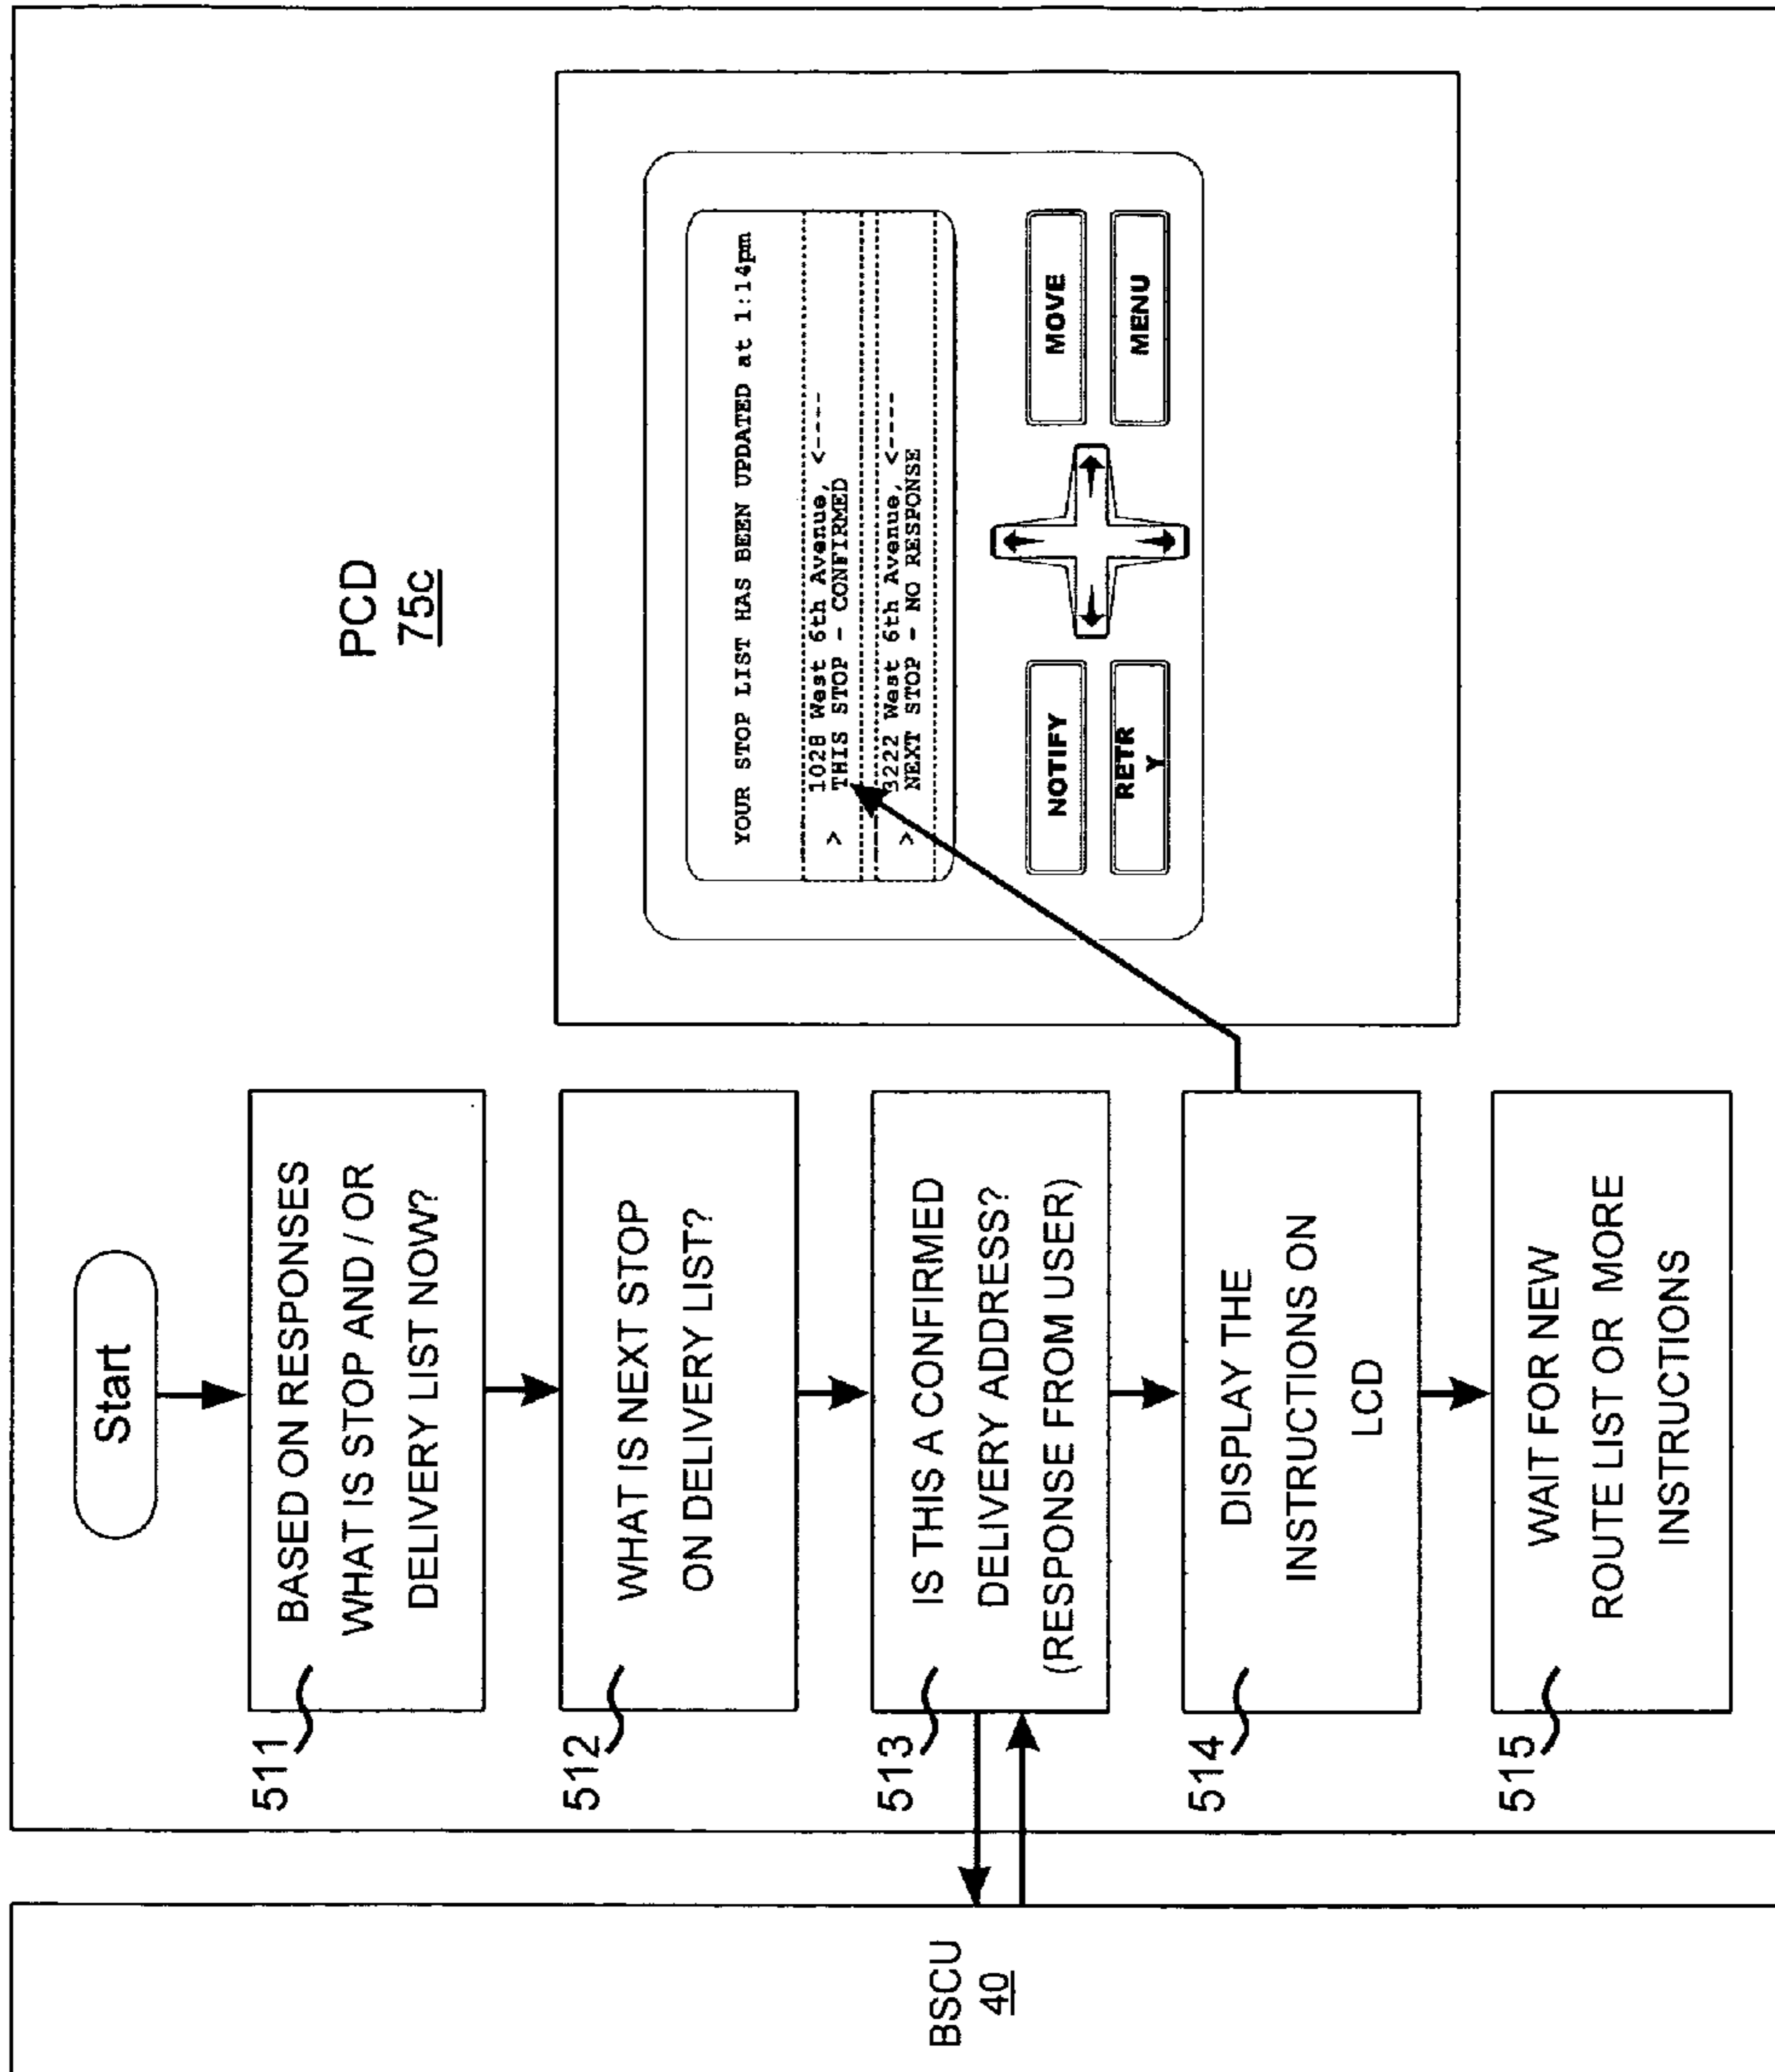 BSCU
40
PCD
75c
Start
511
BASED ON RESPONSES
WHAT IS STOP AND / OR
DELIVERY LIST NOW?
512
WHAT IS NEXT STOP
ON DELIVERY LIST?
513
IS THIS A CONFIRMED
DELIVERY ADDRESS?
(RESPONSE FROM USER)
514
DISPLAY THE
INSTRUCTIONS ON
LCD
515
WAIT FOR NEW
ROUTE LIST OR MORE
INSTRUCTIONS
YOUR STOP LIST HAS BEEN UPDATED at 1:14pm
> 1028 West 6th Avenue, <----
THIS STOP - CONFIRMED
> 3222 West 6th Avenue, <----
NEXT STOP - NO RESPONSE
NOTIFY
MOVE
RETR
Y
MENU